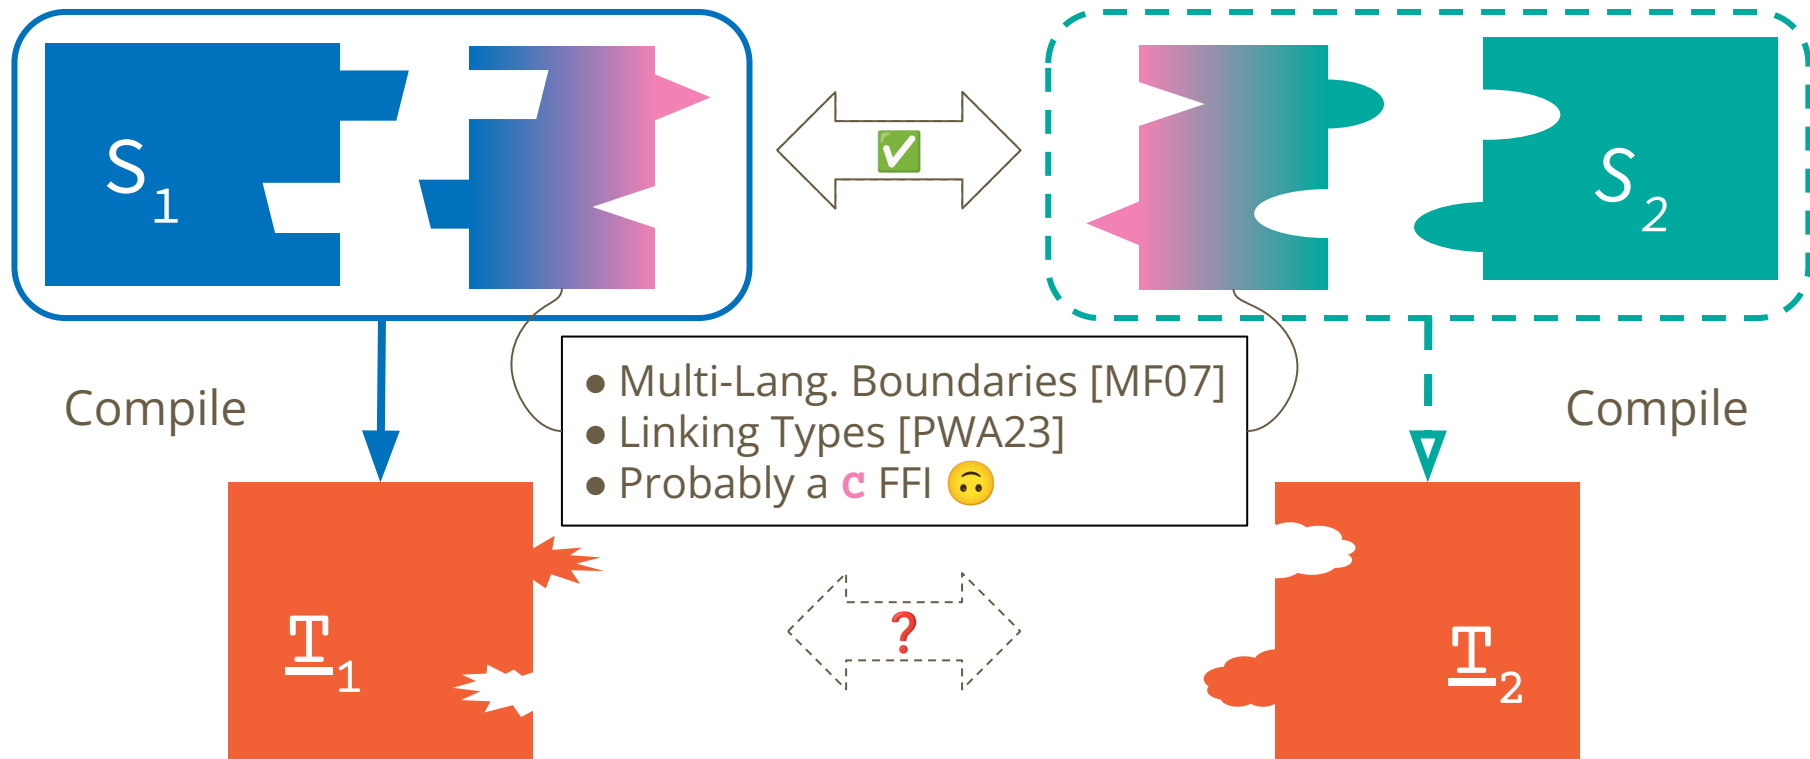 S₁
✅
S₂
Compile
● Multi-Lang. Boundaries [MF07]
● Linking Types [PWA23]
● Probably a C FFI 🙃
Compile
T₁
❓
T₂